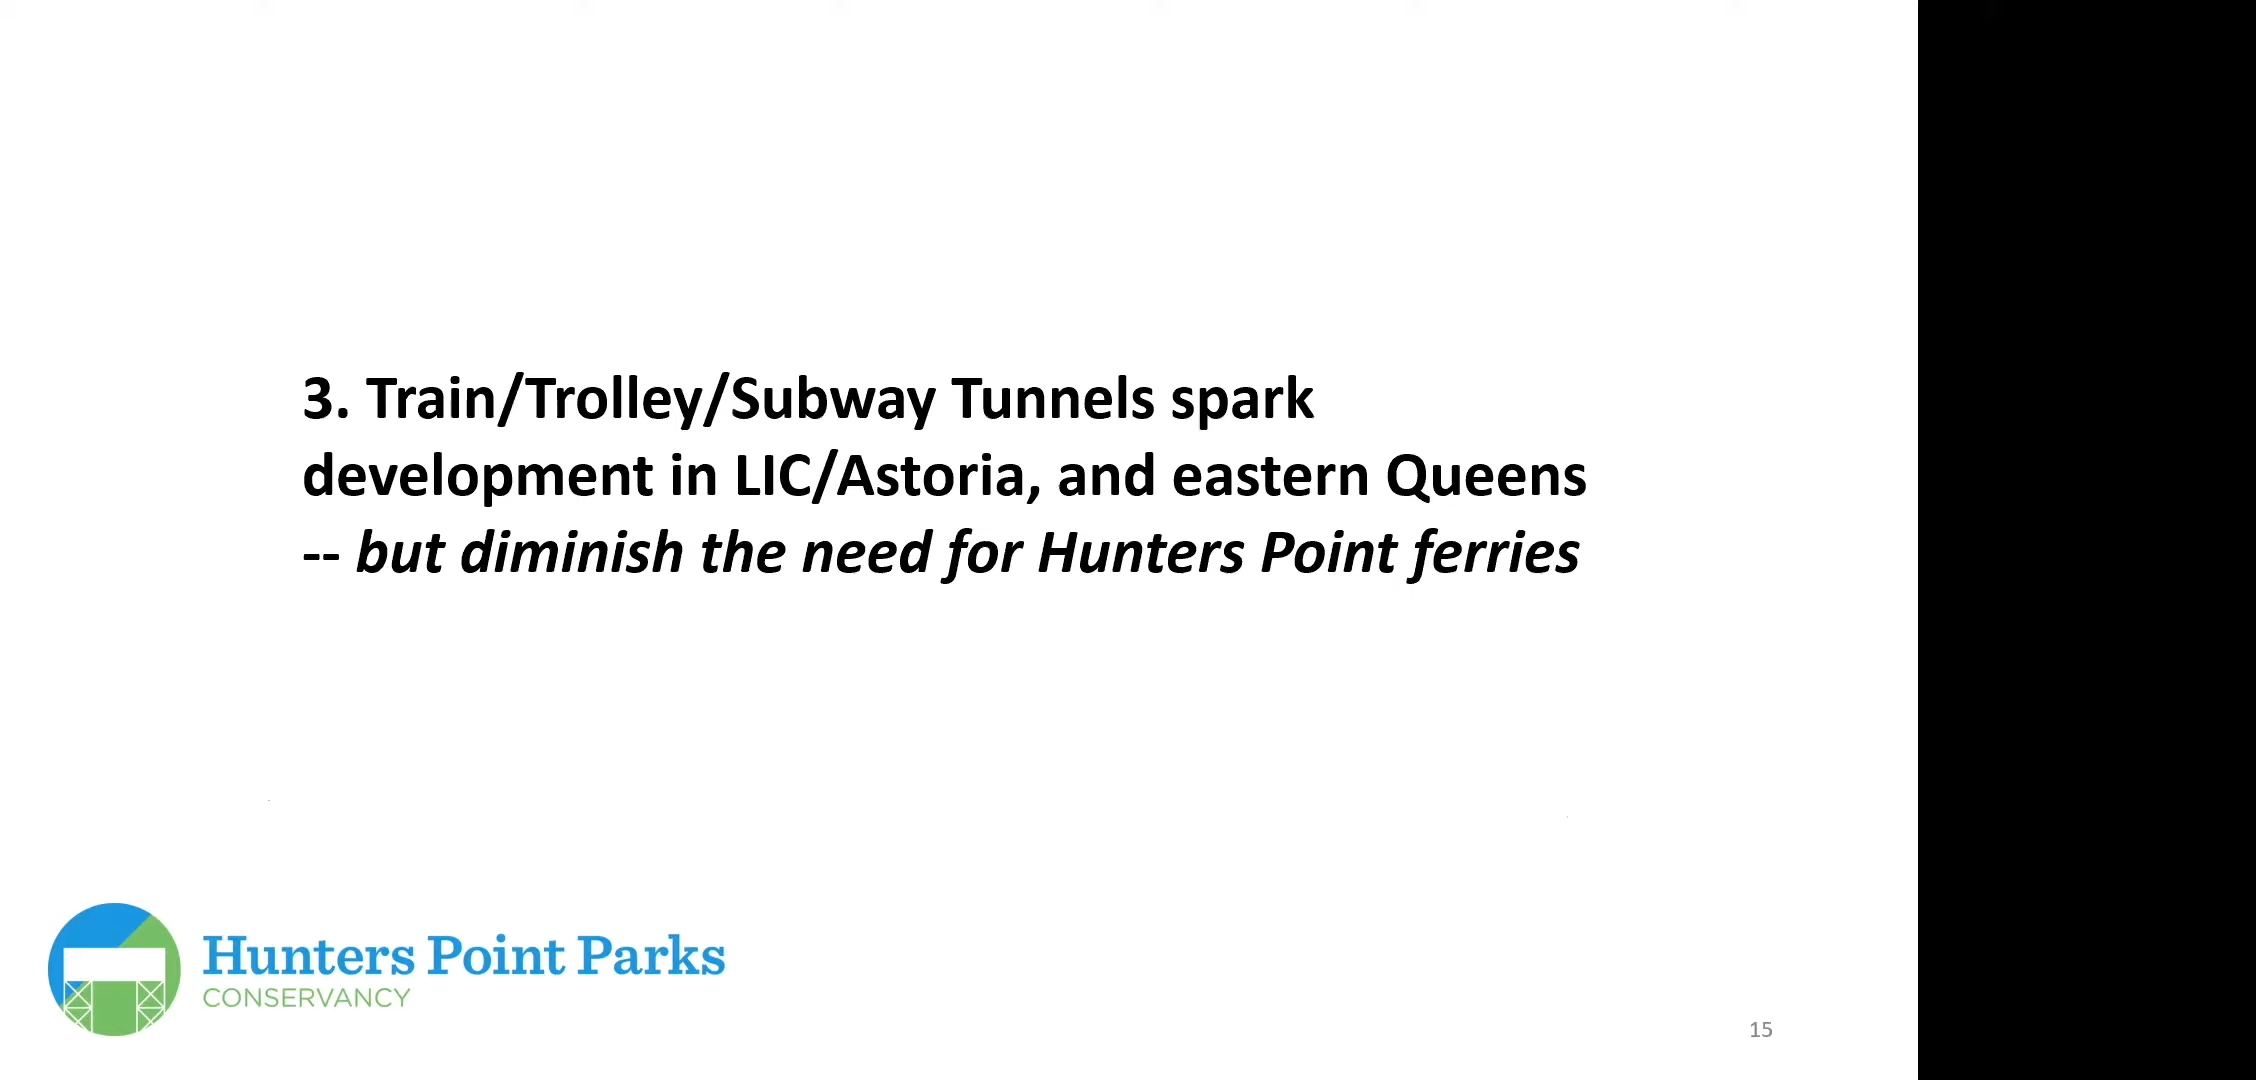 3. Train/Trolley/Subway Tunnels spark
development in LIC/Astoria, and eastern Queens
-- but diminish the need for Hunters Point ferries
Hunters Point Parks
CONSERVANCY
15